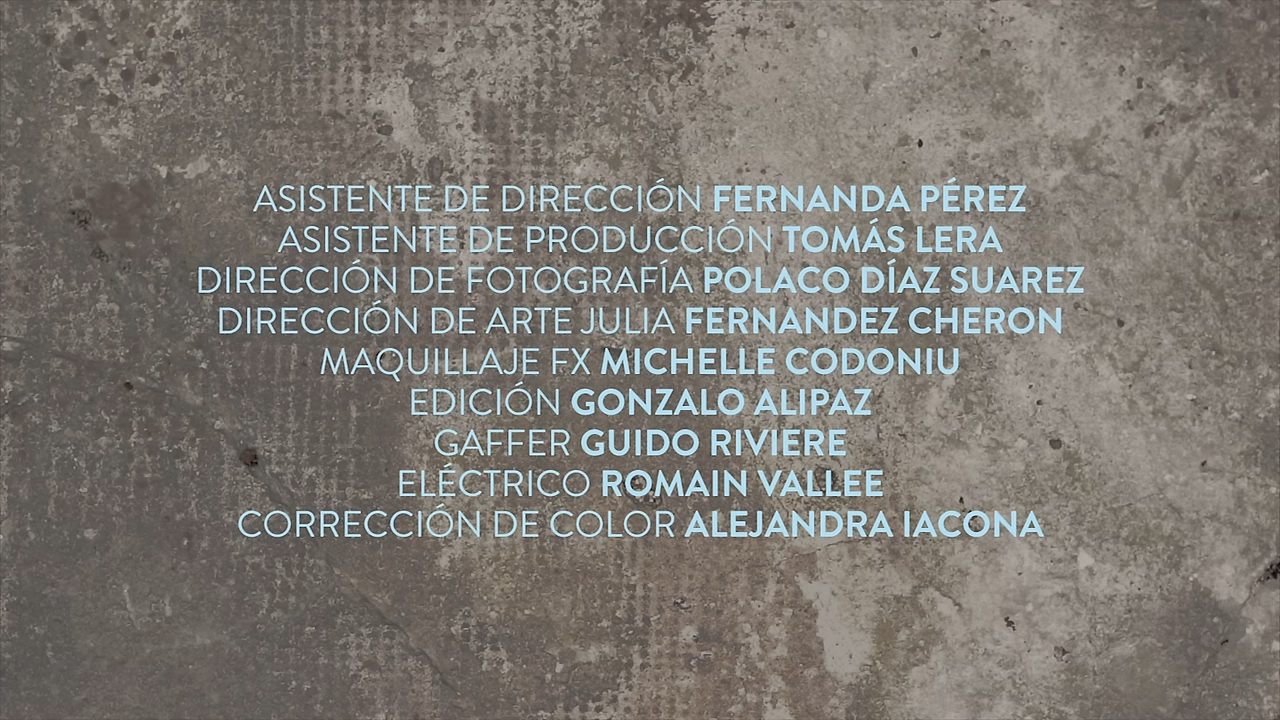 ASISTENTE DE DIRECCIÓN FERNANDA PÉREZ
ASISTENTE DE PRODUCCIÓN TOMÁS LERA
DIRECCIÓN DE FOTOGRAFÍA POLACO DÍAZ SUAREZ
DIRECCIÓN DE ARTE JULIA FERNANDEZ CHERON
MAQUILLAJE FX MICHELLE CODONIU
EDICIÓN GONZALO ALIPAZ
GAFFER GUIDO RIVIERE
ELÉCTRICO ROMAIN VALLEE
CORRECCIÓN DE COLOR ALEJANDRA IACONA